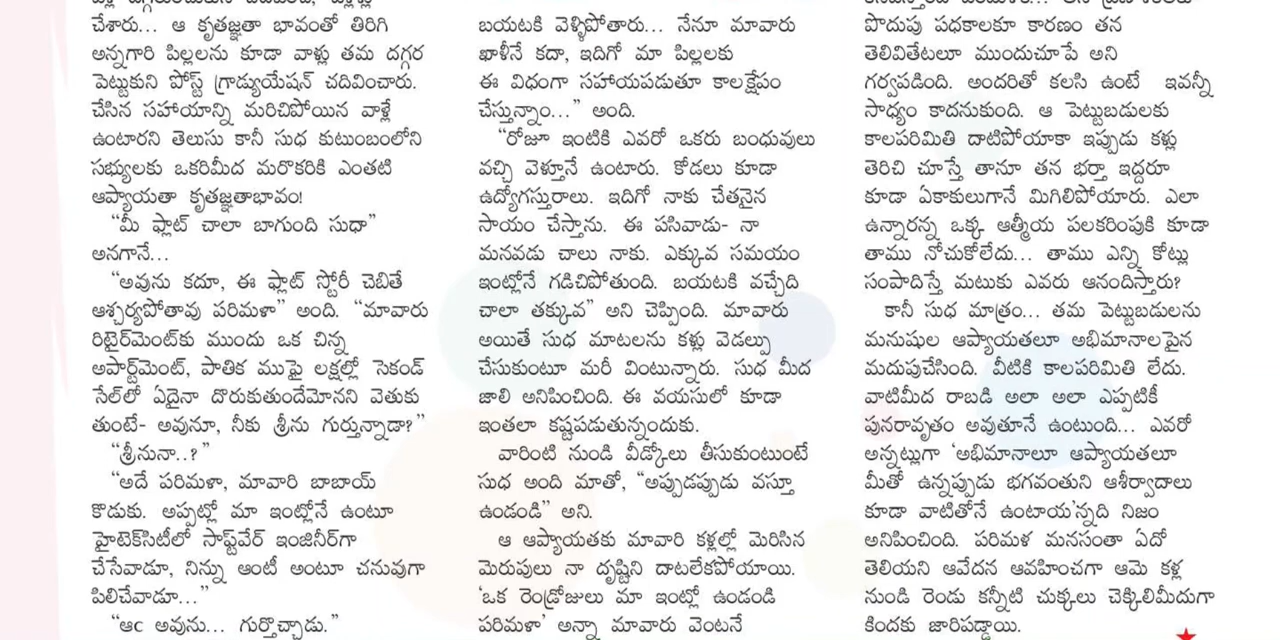 చేశారు... ఆ కృతజ్ఞతా భావంతో తిరిగి
అన్నగారి పిల్లలను కూడా వాళ్లు తమ దగ్గర
పెట్టుకుని పోస్ట్ గ్రాడ్యుయేషన్ చదివించారు.
చేసిన సహాయాన్ని మరిచిపోయిన వాళ్లే
ఉంటారని తెలుసు కానీ సుధ కుటుంబంలోని
సభ్యులకు ఒకరిమీద మరొకరికి ఎంతటి
ఆప్యాయతా కృతజ్ఞతాభావం!
“మీ ఫ్లాట్ చాలా బాగుంది సుధా”
అనగానే...
“అవును కదూ, ఈ ఫ్లాట్ స్టోరీ చెబితే
ఆశ్చర్యపోతావు పరిమళా” అంది. “మావారు
రిటైర్‌మెంట్‌కు ముందు ఒక చిన్న
అపార్ట్‌మెంట్, పాతిక ముప్ఫై లక్షల్లో సెకండ్
సేల్‌లో ఏదైనా దొరుకుతుందేమోనని వెతుకు
తుంటే- అవునూ, నీకు శ్రీను గుర్తున్నాడా?”
“శ్రీనునా..?”
“అదే పరిమళా, మావారి బాబాయ్
కొడుకు. అప్పట్లో మా ఇంట్లోనే ఉంటూ
హైటెక్‌సిటీలో సాఫ్ట్‌వేర్ ఇంజినీర్‌గా
చేసేవాడూ, నిన్ను ఆంటీ అంటూ చనువుగా
పిలిచేవాడూ...”
“ఆఁ అవును... గుర్తొచ్చాడు.”
బయటకి వెళ్ళిపోతారు... నేనూ మావారు
ఖాళీనే కదా, ఇదిగో మా పిల్లలకు
ఈ విధంగా సహాయపడుతూ కాలక్షేపం
చేస్తున్నాం...” అంది.
“రోజూ ఇంటికి ఎవరో ఒకరు బంధువులు
వచ్చి వెళ్తూనే ఉంటారు. కోడలు కూడా
ఉద్యోగస్తురాలు. ఇదిగో నాకు చేతనైన
సాయం చేస్తాను. ఈ పసివాడు- నా
మనవడు చాలు నాకు. ఎక్కువ సమయం
ఇంట్లోనే గడిచిపోతుంది. బయటకి వచ్చేది
చాలా తక్కువ” అని చెప్పింది. మావారు
అయితే సుధ మాటలను కళ్లు వెడల్పు
చేసుకుంటూ మరీ వింటున్నారు. సుధ మీద
జాలి అనిపించింది. ఈ వయసులో కూడా
ఇంతలా కష్టపడుతున్నందుకు.
వారింటి నుండి వీడ్కోలు తీసుకుంటుంటే
సుధ అంది మాతో, “అప్పుడప్పుడు వస్తూ
ఉండండి” అని.
ఆ ఆప్యాయతకు మావారి కళ్లల్లో మెరిసిన
మెరుపులు నా దృష్టిని దాటలేకపోయాయి.
‘ఒక రెండ్రోజులు మా ఇంట్లో ఉండండి
పరిమళా’ అన్నా మావారు వెంటనే
పొదుపు పధకాలకూ కారణం తన
తెలివితేటలూ ముందుచూపే అని
గర్వపడింది. అందరితో కలసి ఉంటే ఇవన్నీ
సాధ్యం కాదనుకుంది. ఆ పెట్టుబడులకు
కాలపరిమితి దాటిపోయాకా ఇప్పుడు కళ్లు
తెరిచి చూస్తే తానూ తన భర్తా ఇద్దరూ
కూడా ఏకాకులుగానే మిగిలిపోయారు. ఎలా
ఉన్నారన్న ఒక్క ఆత్మీయ పలకరింపుకి కూడా
తాము నోచుకోలేదు... తాము ఎన్ని కోట్లు
సంపాదిస్తే మటుకు ఎవరు ఆనందిస్తారు?
కానీ సుధ మాత్రం... తమ పెట్టుబడులను
మనుషుల ఆప్యాయతలూ అభిమానాలపైన
మదుపుచేసింది. వీటికి కాలపరిమితి లేదు.
వాటిమీద రాబడి అలా అలా ఎప్పటికీ
పునరావృతం అవుతూనే ఉంటుంది... ఎవరో
అన్నట్లుగా ‘అభిమానాలూ ఆప్యాయతలూ
మీతో ఉన్నప్పుడు భగవంతుని ఆశీర్వాదాలు
కూడా వాటితోనే ఉంటాయ’న్నది నిజం
అనిపించింది. పరిమళ మనసంతా ఏదో
తెలియని ఆవేదన ఆవహించగా ఆమె కళ్ల
నుండి రెండు కన్నీటి చుక్కలు చెక్కిలిమీదుగా
కిందకు జారిపడ్డాయి.